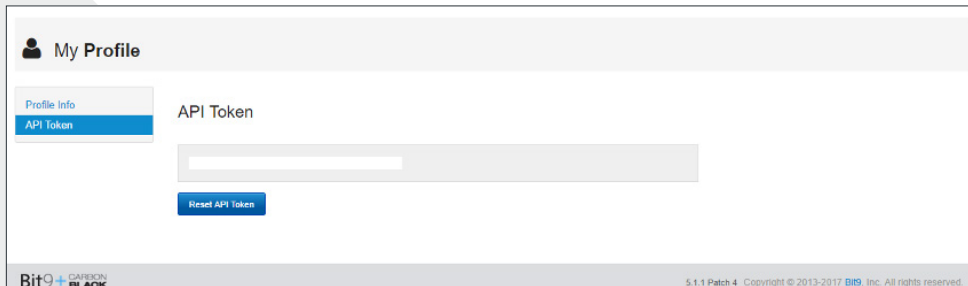 My Profile
Profile Info
API Token
API Token
Reset API Token
Bit9 + CARBON BLACK
5.1.1 Patch 4 Copyright © 2013-2017 Bit9, Inc. All rights reserved.